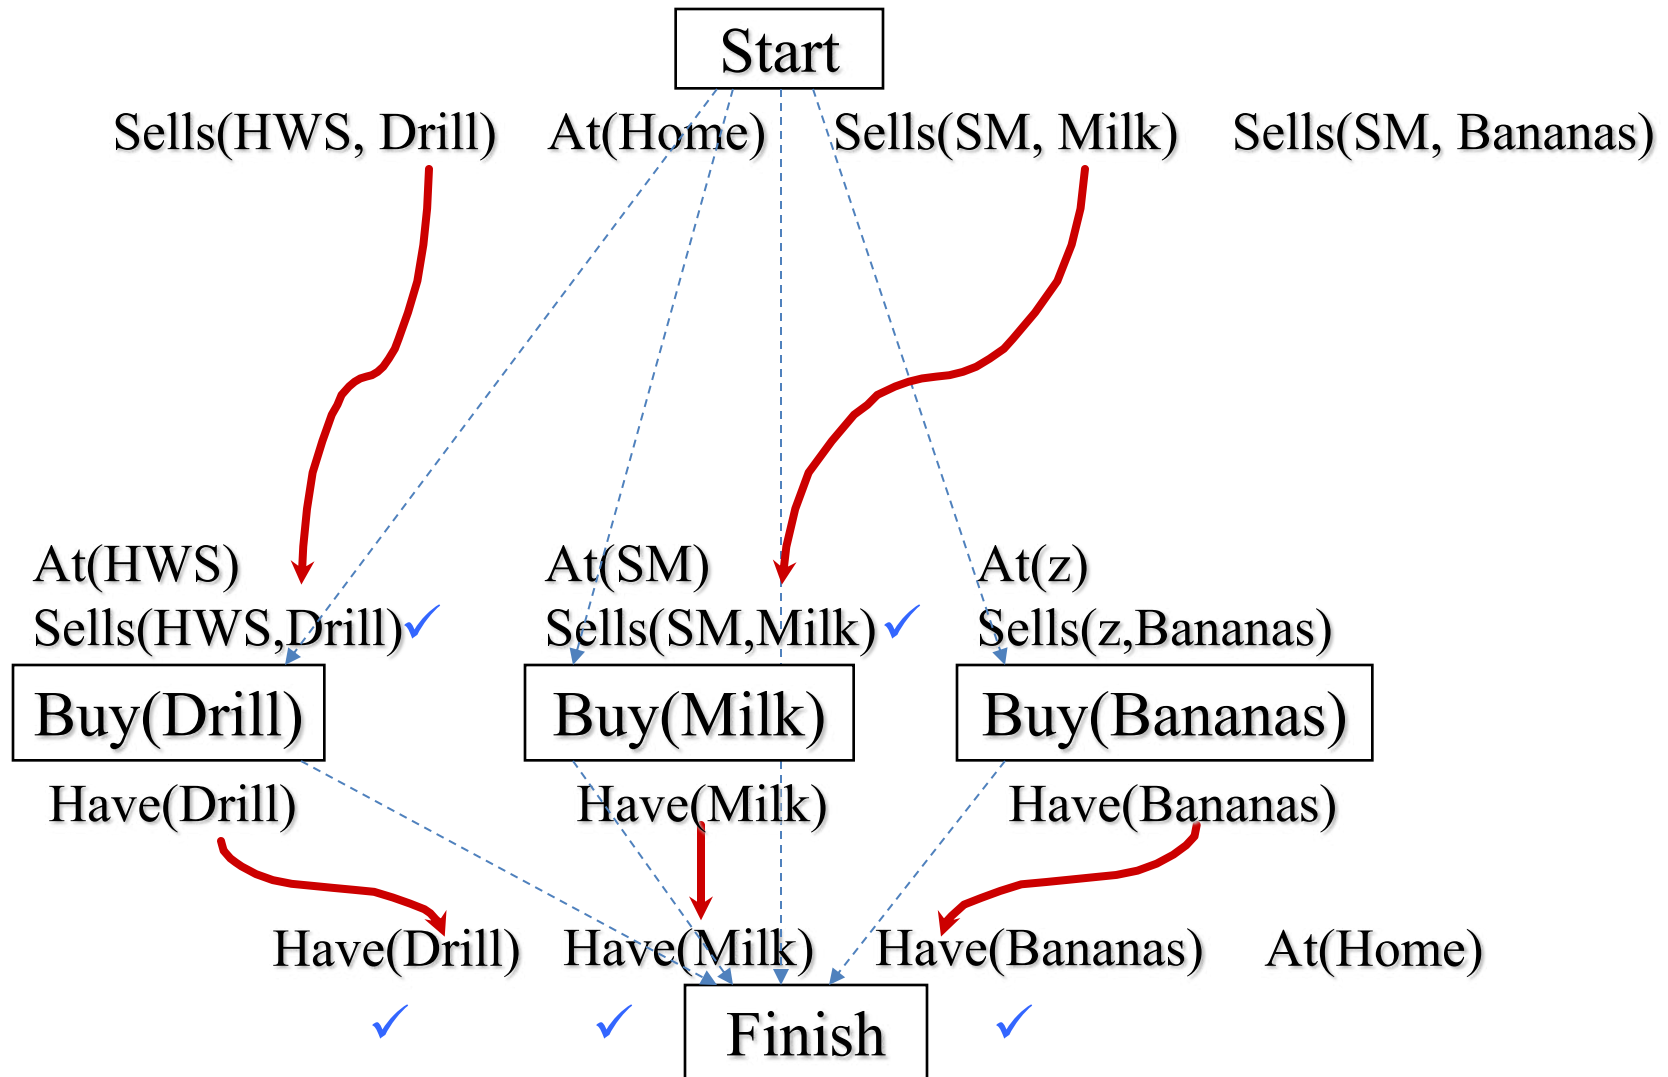 Start
Sells(HWS, Drill) At(Home) Sells(SM, Milk) Sells(SM, Bananas)
At(HWS) At(SM) At(z)
Sells(HWS,Drill)✓ Sells(SM,Milk)✓ Sells(z,Bananas)
Buy(Drill) Buy(Milk) Buy(Bananas)
Have(Drill) Have(Milk) Have(Bananas)
Have(Drill) Have(Milk) Have(Bananas) At(Home)
✓ ✓ Finish ✓